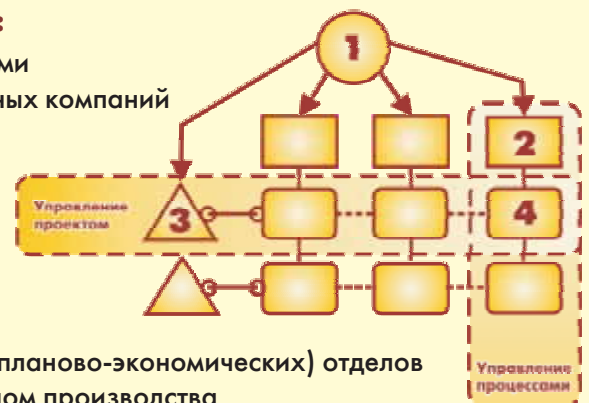 :
ми
ных компаний
1
2
Управление
проектом
3
4
планово-экономических) отделов
ом производства
Управление
процессами